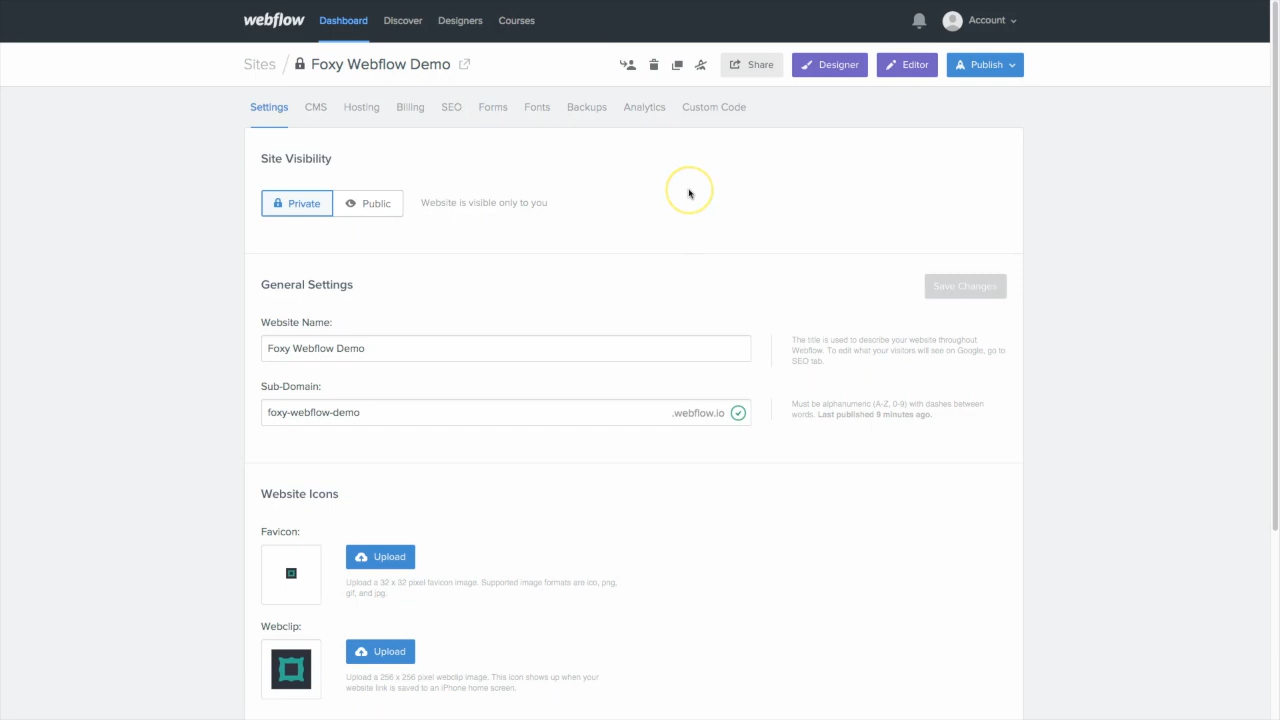 webflow Dashboard Discover Designers Courses Account
Sites / Foxy Webflow Demo Share Designer Editor Publish
Settings CMS Hosting Billing SEO Forms Fonts Backups Analytics Custom Code
Site Visibility
Private Public Website is visible only to you
General Settings Save Changes
Website Name:
Foxy Webflow Demo
The title is used to describe your website throughout
Webflow. To edit what your visitors will see on Google, go to
SEO tab.
Sub-Domain:
foxy-webflow-demo .webflow.io
Must be alphanumeric (A-Z, 0-9) with dashes between
words. Last published 9 minutes ago.
Website Icons
Favicon:
Upload
Upload a 32 x 32 pixel favicon image. Supported image formats are ico, png,
gif, and jpg.
Webclip:
Upload
Upload a 256 x 256 pixel webclip image. This icon shows up when your
website link is saved to an iPhone home screen.